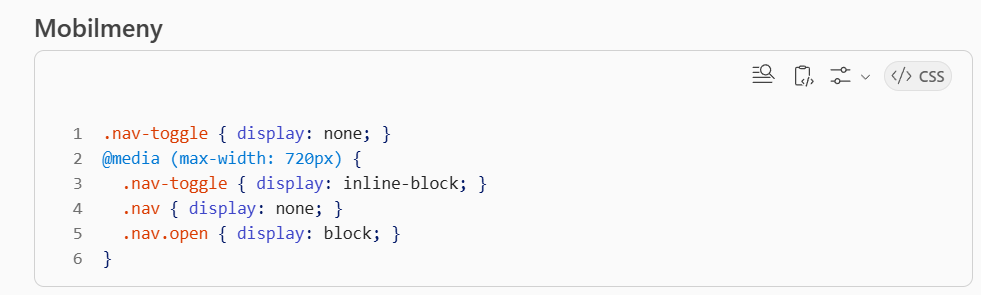 Mobilmeny
</> CSS
1 .nav-toggle { display: none; }
2 @media (max-width: 720px) {
3   .nav-toggle { display: inline-block; }
4   .nav { display: none; }
5   .nav.open { display: block; }
6 }